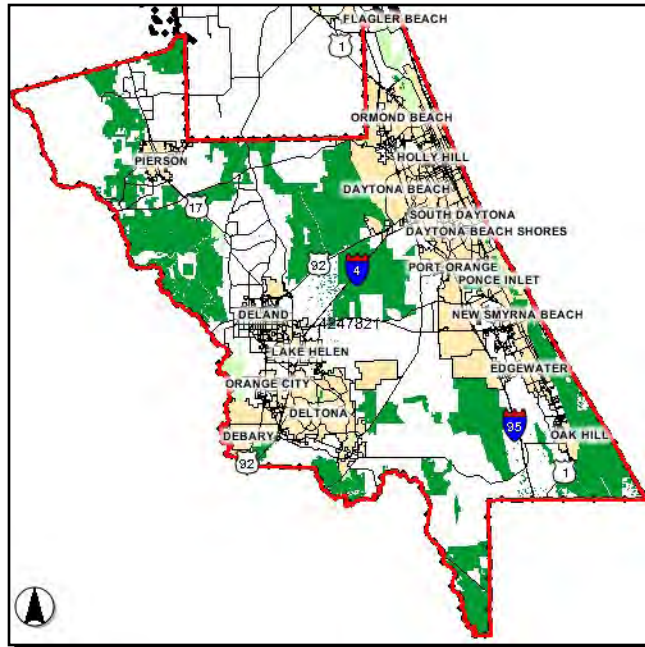 FLAGLER BEACH
1
ORMOND BEACH
HOLLY HILL
PIERSON
DAYTONA BEACH
17
SOUTH DAYTONA
DAYTONA BEACH SHORES
92
4
PORT ORANGE
PONCE INLET
DELAND
4247821
NEW SMYRNA BEACH
LAKE HELEN
EDGEWATER
ORANGE CITY
DELTONA
95
DEBARY
OAK HILL
92
1